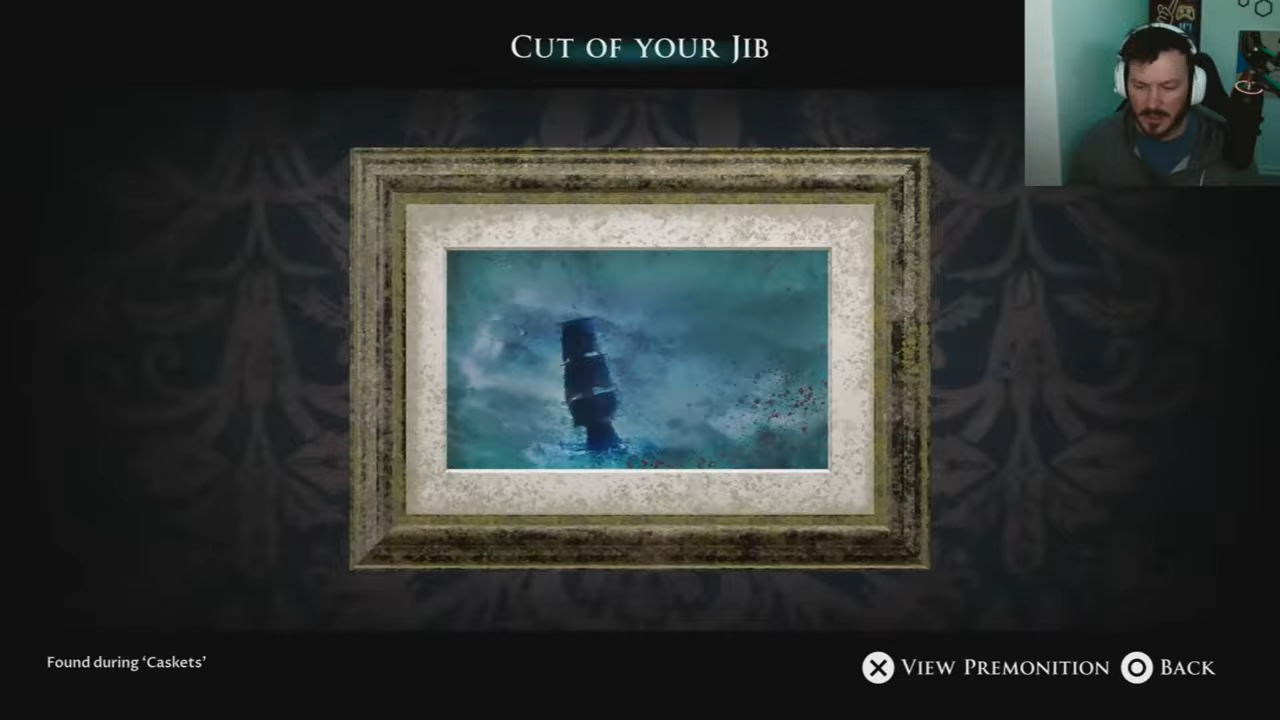 Cut of your Jib
Found during ‘Caskets’
View Premonition
Back